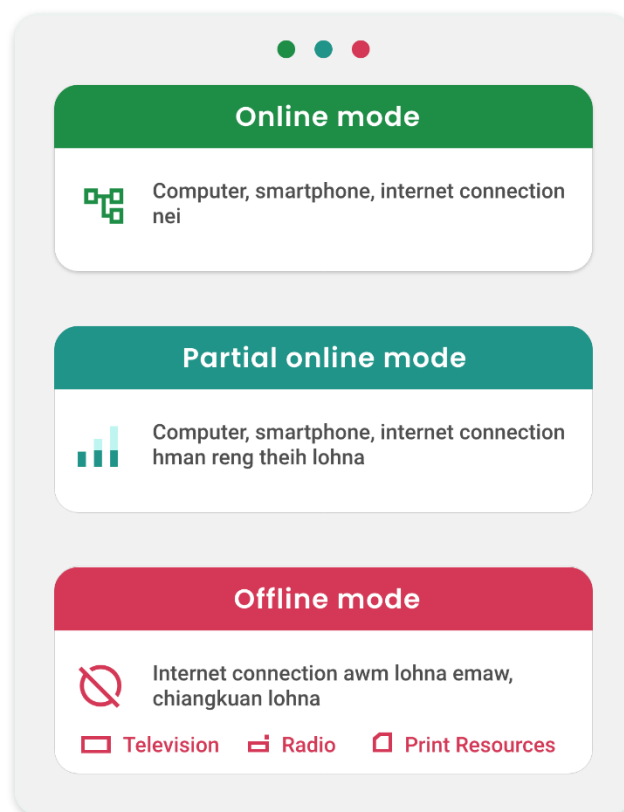 Online mode
Computer, smartphone, internet connection
nei
Partial online mode
Computer, smartphone, internet connection
hman reng theih lohna
Offline mode
Internet connection awm lohna emaw,
chiangkuan lohna
Television Radio Print Resources